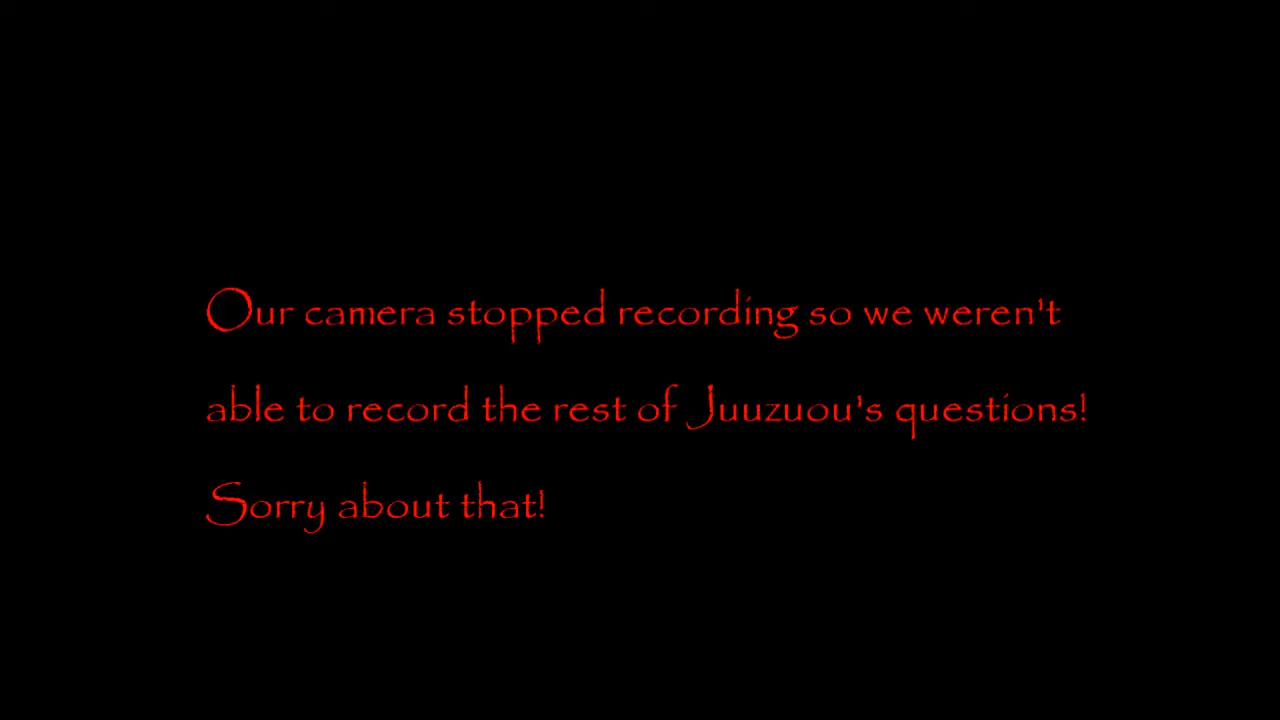 Our camera stopped recording so we weren't
able to record the rest of Juuzuou's questions!
Sorry about that!